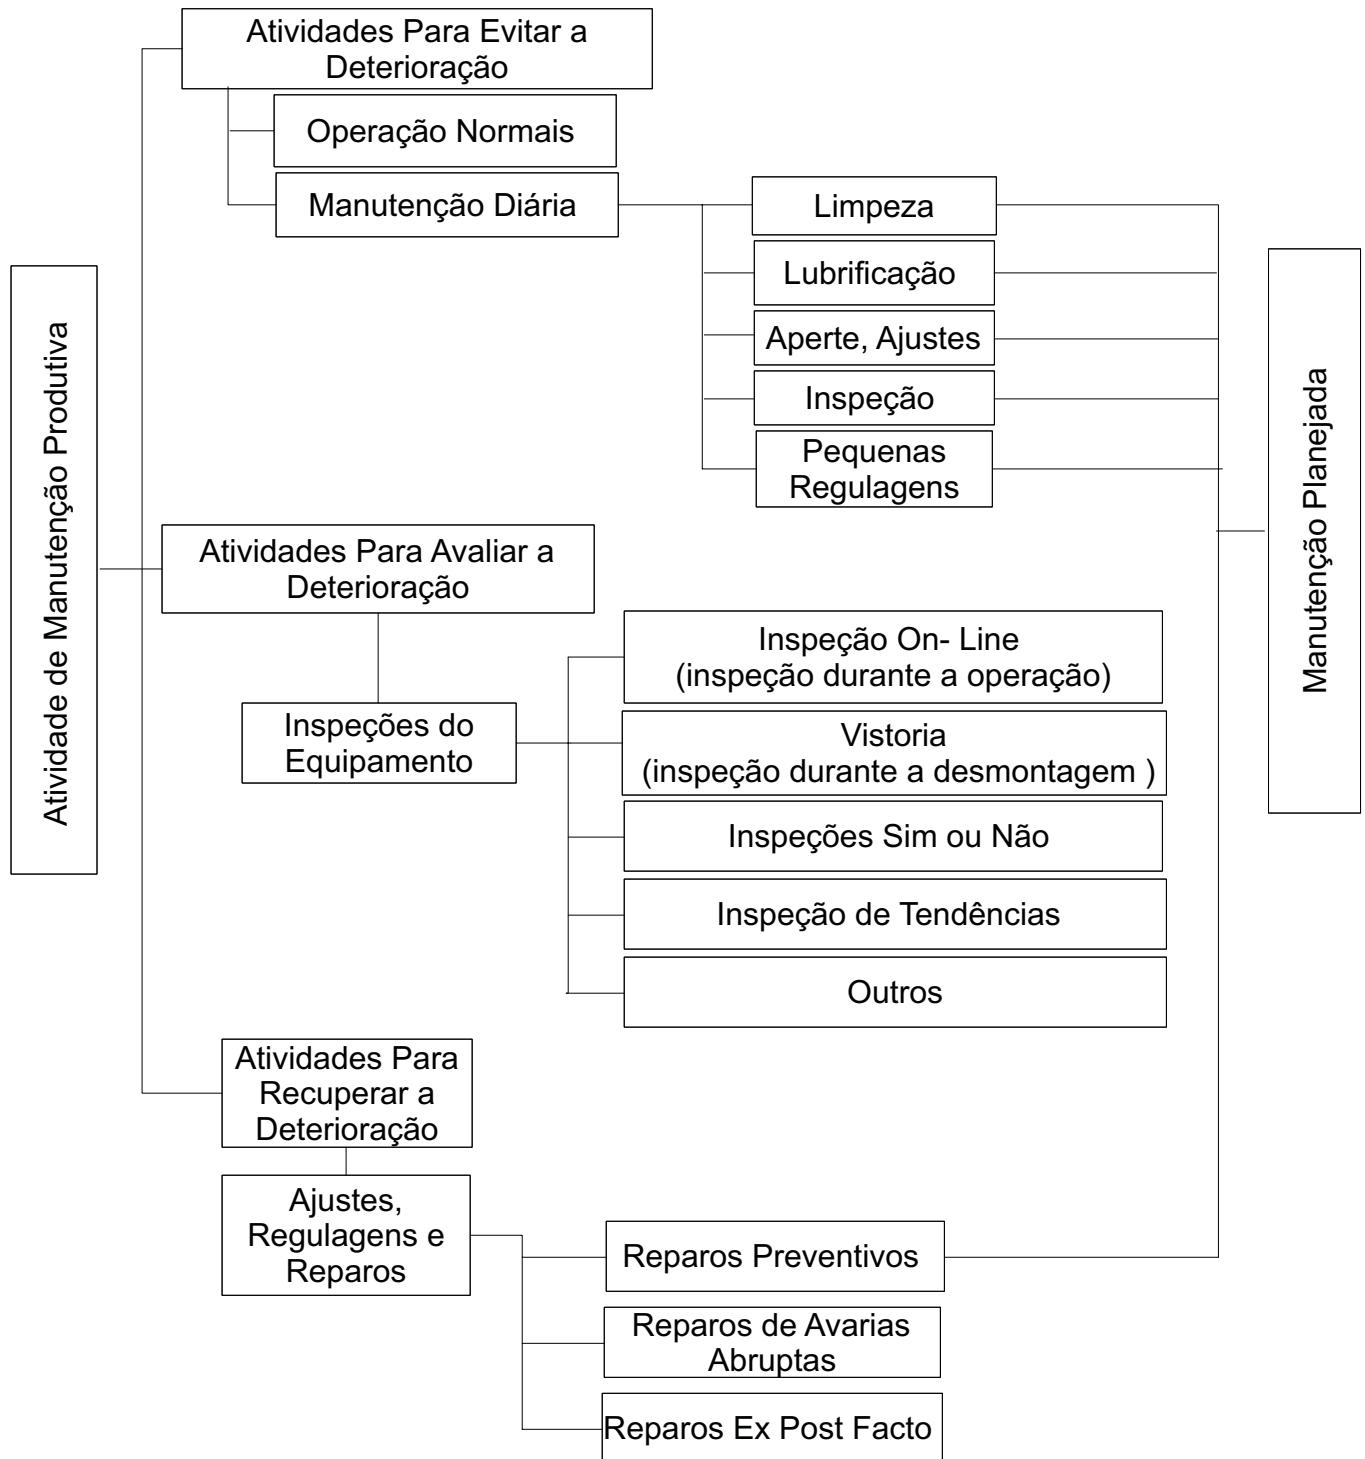 Atividades Para Evitar a
Deterioração
Operação Normais
Manutenção Diária
Limpeza
Lubrificação
Aperte, Ajustes
Inspeção
Pequenas
Regulagens
Atividade de Manutenção Produtiva
Manutenção Planejada
Atividades Para Avaliar a
Deterioração
Inspeções do
Equipamento
Inspeção On- Line
(inspeção durante a operação)
Vistoria
(inspeção durante a desmontagem )
Inspeções Sim ou Não
Inspeção de Tendências
Outros
Atividades Para
Recuperar a
Deterioração
Ajustes,
Regulagens e
Reparos
Reparos Preventivos
Reparos de Avarias
Abruptas
Reparos Ex Post Facto